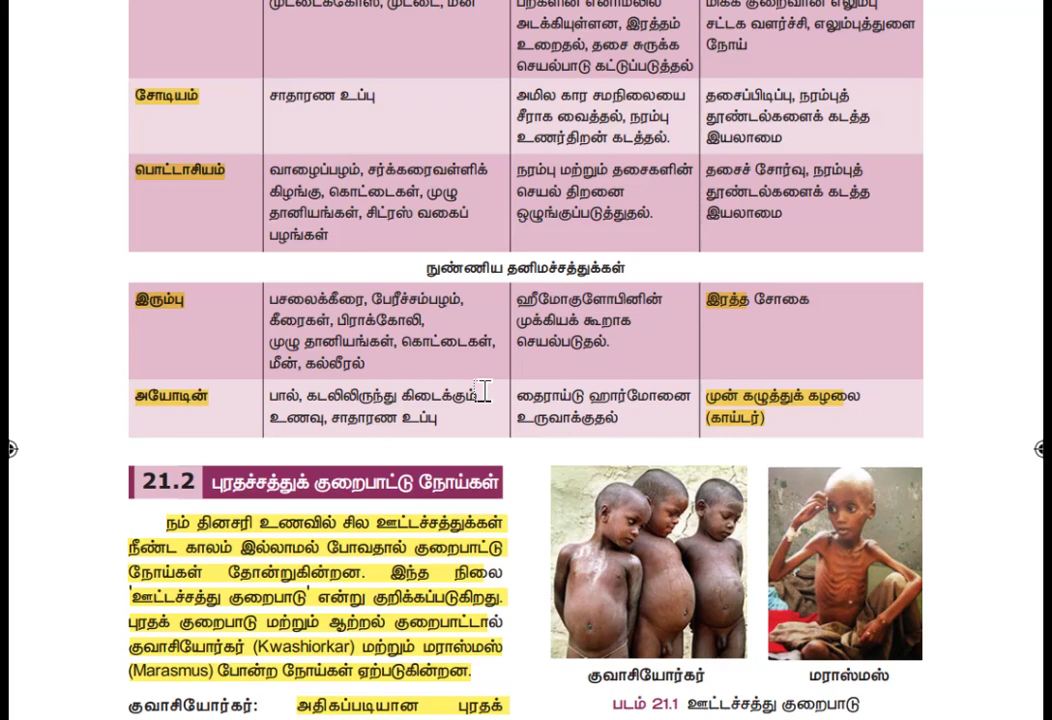 முட்டைக்கோஸ், முட்டை, மீன்
பற்களின் எனாமலில்
அடக்கியுள்ளன, இரத்தம்
உறைதல், தசை சுருக்க
செயல்பாடு கட்டுப்படுத்தல்
மிகக் குறைவான எலும்பு
சட்டக வளர்ச்சி, எலும்புத்துளை
நோய்
சோடியம்
சாதாரண உப்பு
அமில கார சமநிலையை
சீராக வைத்தல், நரம்பு
உணர்திறன் கடத்தல்.
தசைப்பிடிப்பு, நரம்புத்
தூண்டல்களைக் கடத்த
இயலாமை
பொட்டாசியம்
வாழைப்பழம், சர்க்கரைவள்ளிக்
கிழங்கு, கொட்டைகள், முழு
தானியங்கள், சிட்ரஸ் வகைப்
பழங்கள்
நரம்பு மற்றும் தசைகளின்
செயல் திறனை
ஒழுங்குப்படுத்துதல்.
தசைச் சோர்வு, நரம்புத்
தூண்டல்களைக் கடத்த
இயலாமை
நுண்ணிய தனிமச்சத்துக்கள்
இரும்பு
பசலைக்கீரை, பேரீச்சம்பழம்,
கீரைகள், பிராக்கோலி,
முழு தானியங்கள், கொட்டைகள்,
மீன், கல்லீரல்
ஹீமோகுளோபினின்
முக்கியக் கூறாக
செயல்படுதல்.
இரத்த சோகை
அயோடின்
பால், கடலிலிருந்து கிடைக்கும்
உணவு, சாதாரண உப்பு
தைராய்டு ஹார்மோனை
உருவாக்குதல்
முன் கழுத்துக் கழலை
(காய்டர்)
21.2 புரதச்சத்துக் குறைபாட்டு நோய்கள்
நம் தினசரி உணவில் சில ஊட்டச்சத்துக்கள்
நீண்ட காலம் இல்லாமல் போவதால் குறைபாட்டு
நோய்கள் தோன்றுகின்றன. இந்த நிலை
'ஊட்டச்சத்து குறைபாடு' என்று குறிக்கப்படுகிறது.
புரதக் குறைபாடு மற்றும் ஆற்றல் குறைபாட்டால்
குவாசியோர்கர் (Kwashiorkar) மற்றும் மராஸ்மஸ்
(Marasmus) போன்ற நோய்கள் ஏற்படுகின்றன.
குவாசியோர்கர்: அதிகப்படியான புரதக்
குவாசியோர்கர்
மராஸ்மஸ்
படம் 21.1 ஊட்டச்சத்து குறைபாடு